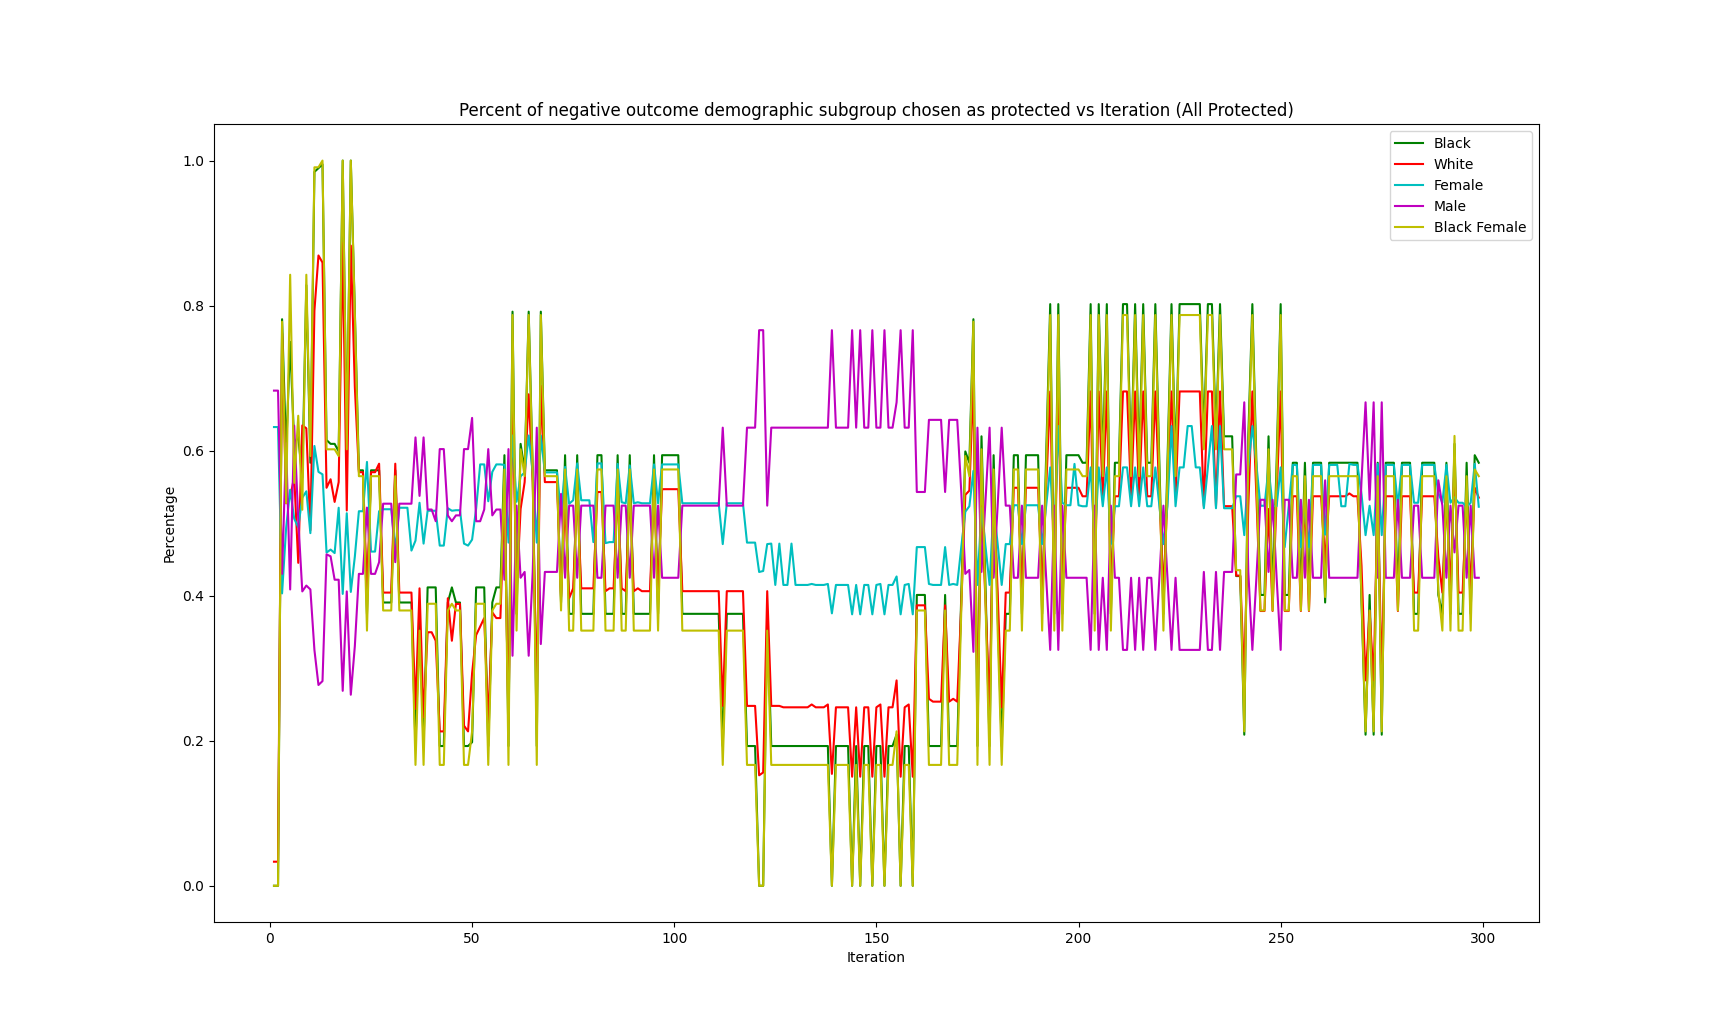 Percent of negative outcome demographic subgroup chosen as protected vs Iteration (All Protected)
Black
White
Female
Male
Black Female
1.0
0.8
0.6
0.4
0.2
0.0
Percentage
0 50 100 150 200 250 300
Iteration